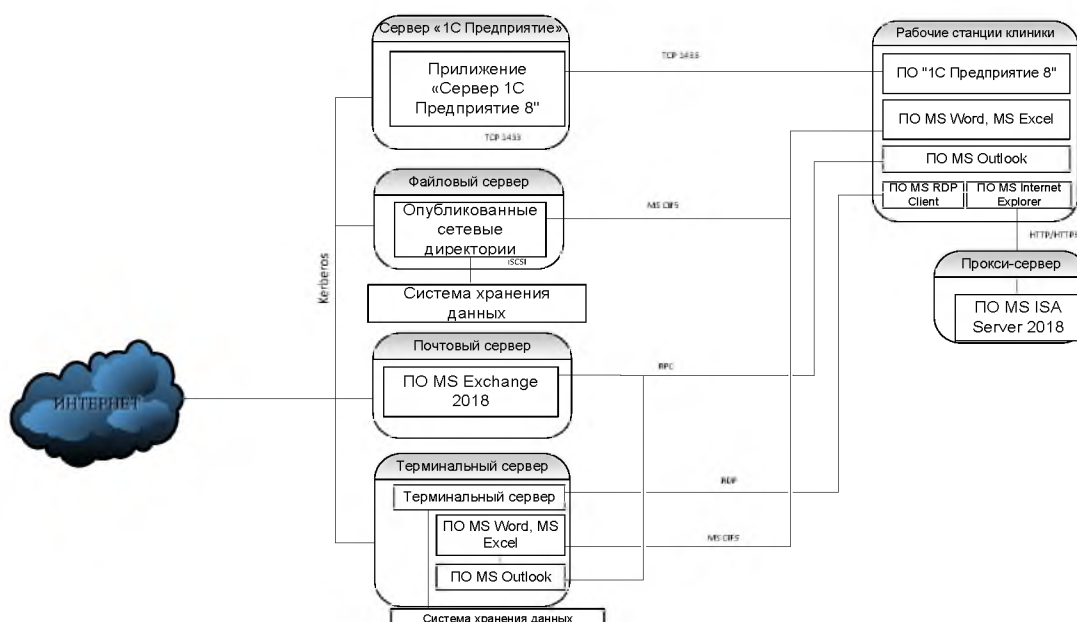 Сервер «1С Предприятие»
Прилижение
«Сервер 1С
Предприятие 8"
TCP 1433
Файловый сервер
Опубликованные
сетевые
директории
iSCSI
Система хранения
данных
Почтовый сервер
ПО MS Exchange
2018
Терминальный сервер
Терминальный сервер
ПО MS Word, MS
Excel
ПО MS Outlook
Система хранения данных
ИНТЕРНЕТ
Kerberos
TCP 1433
MS CIFS
RPC
RDP
MS CIFS
Рабочие станции клиники
ПО "1С Предприятие 8"
ПО MS Word, MS Excel
ПО MS Outlook
ПО MS RDP
Client
ПО MS Internet
Explorer
HTTP/HTTPS
Прокси-сервер
ПО MS ISA
Server 2018